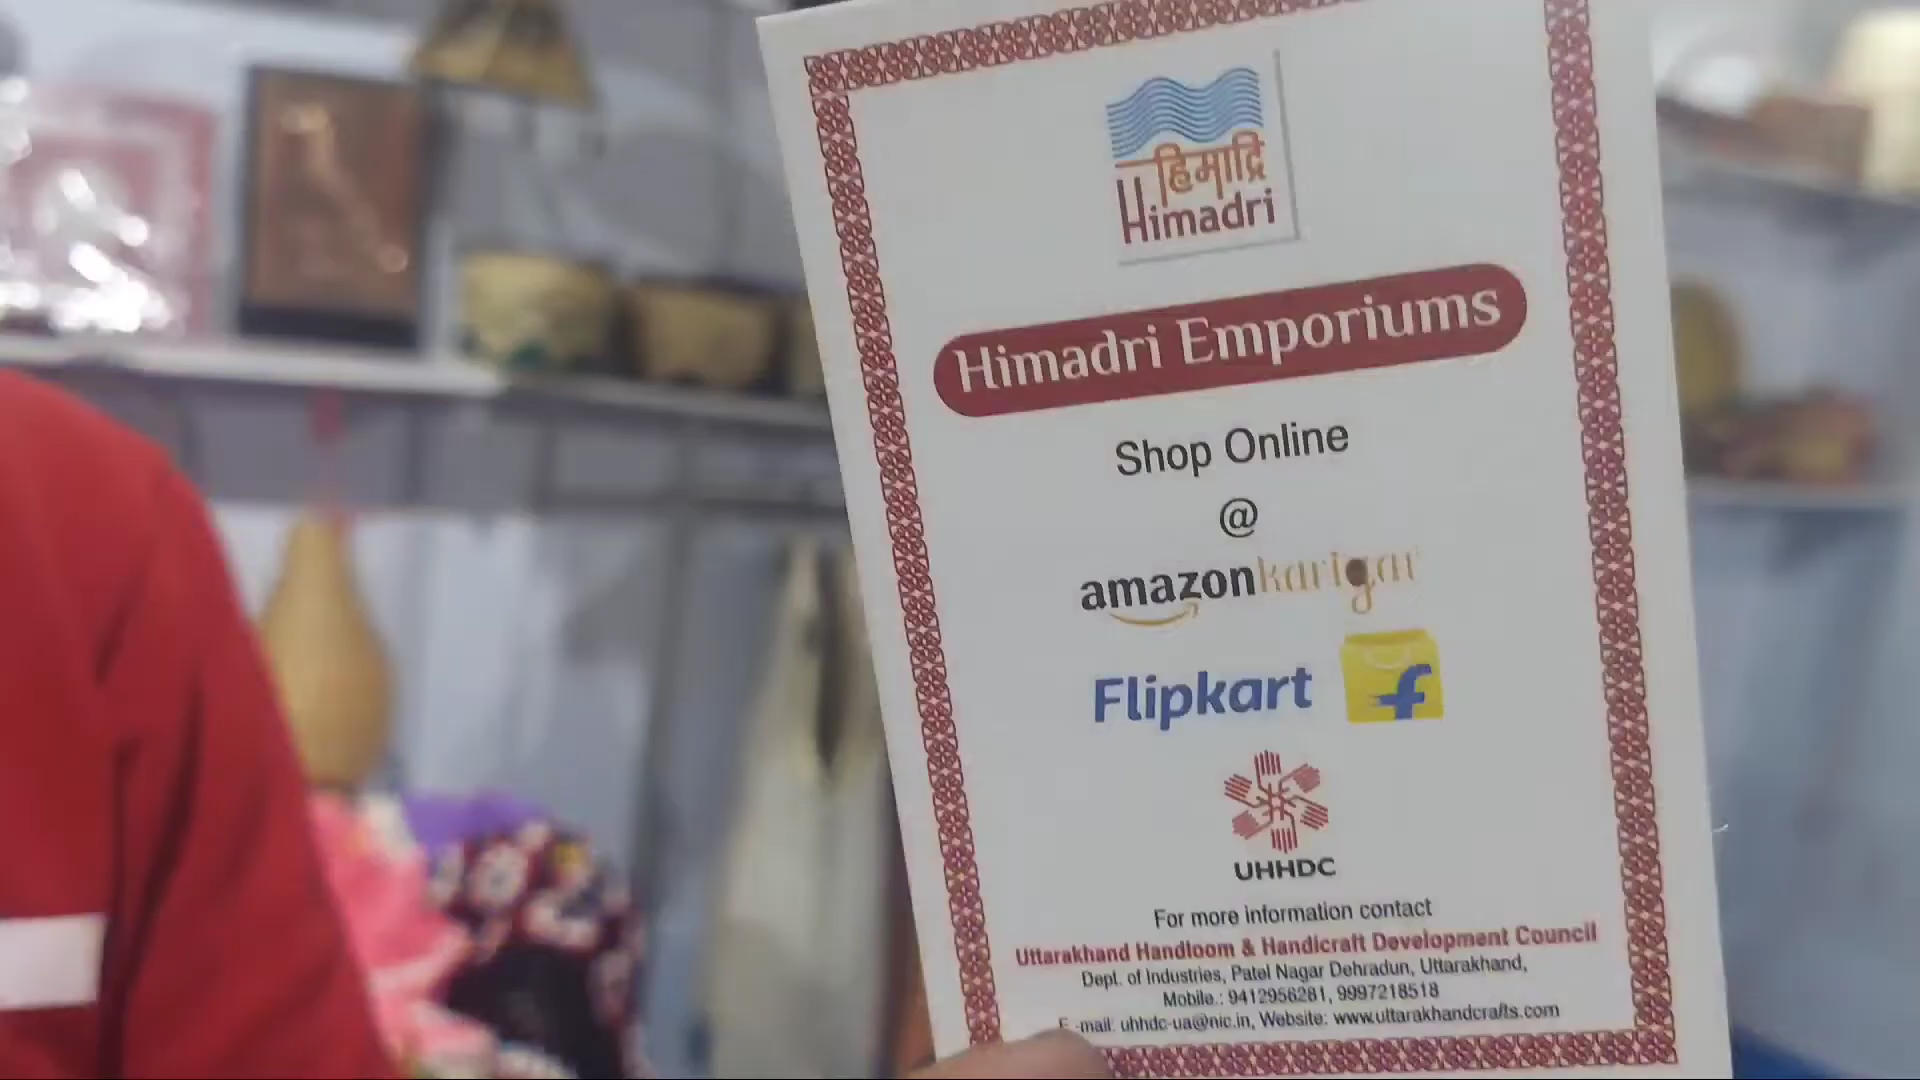 हिमाद्रि
Himadri
Himadri Emporiums
Shop Online
@
amazonkarigar
Flipkart
f
UHHDC
For more information contact
Uttarakhand Handloom & Handicraft Development Council
Dept. of Industries, Patel Nagar Dehradun, Uttarakhand,
Mobile.: 9412956281, 9997218518
E-mail: uhhdc-ua@nic.in, Website: www.uttarakhandcrafts.com